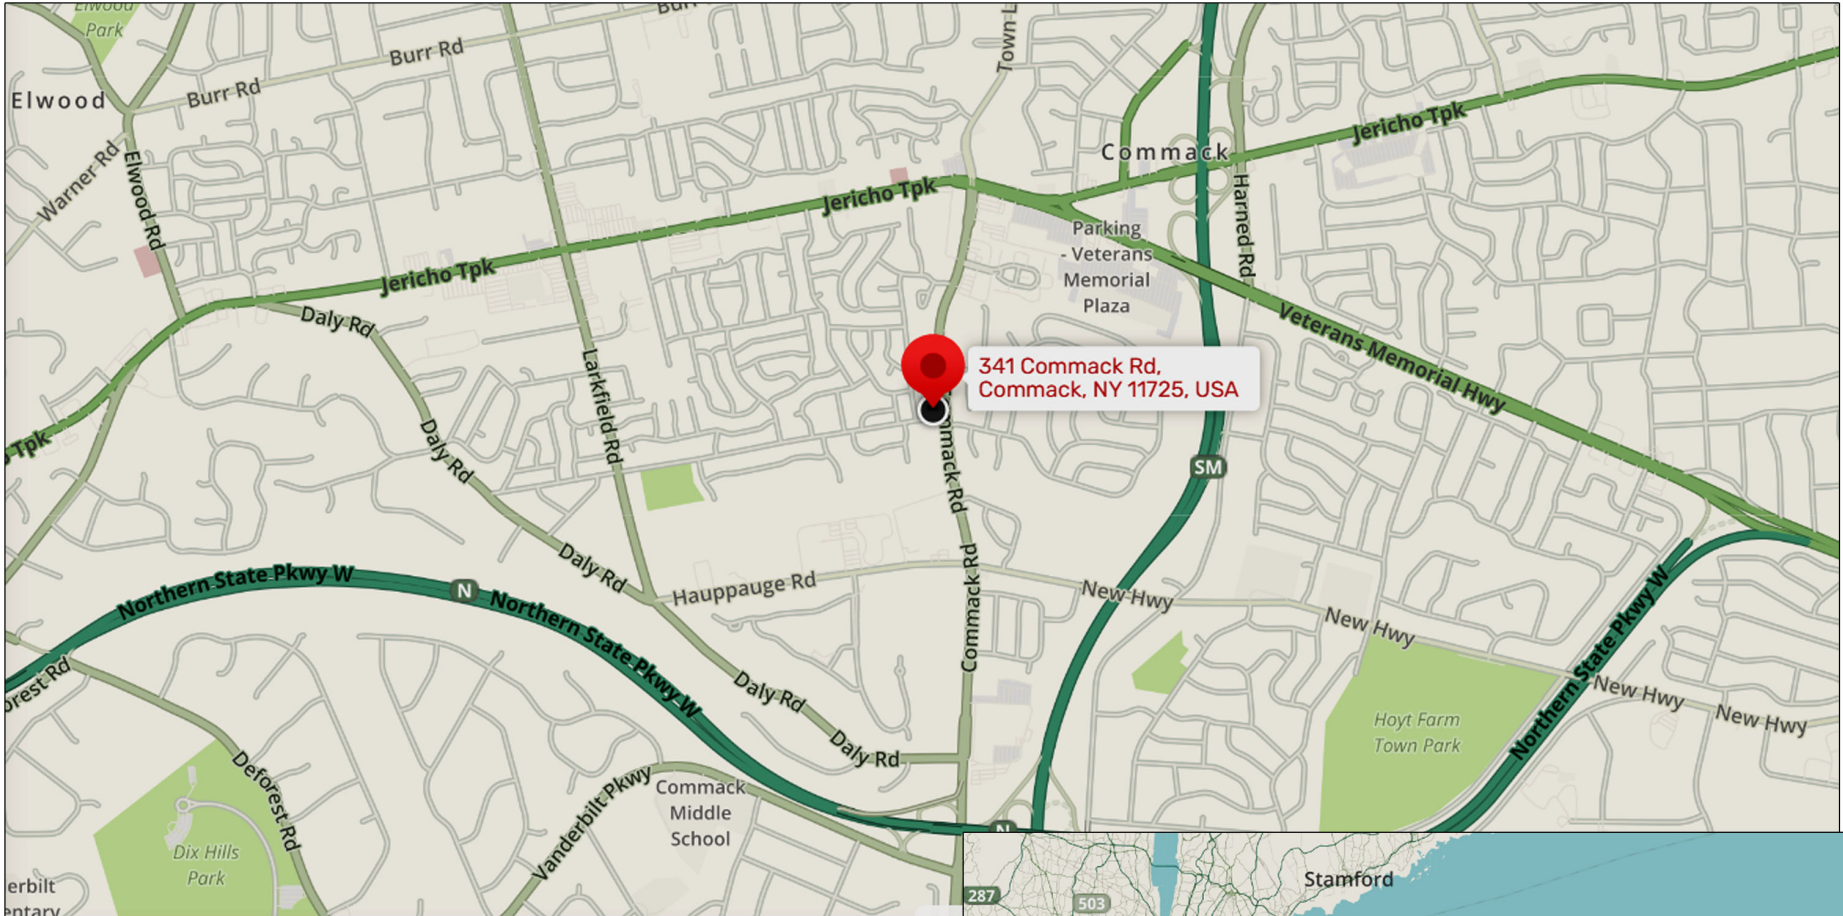 Elwood
Park
Burr Rd
Burr Rd
Elwood
Warner Rd
Elwood Rd
Town L
Commack
Jericho Tpk
Jericho Tpk
Jericho Tpk
Harned Rd
Parking
- Veterans
Memorial
Plaza
Daly Rd
Veterans Memorial Hwy
Larkfield Rd
341 Commack Rd,
Commack, NY 11725, USA
Tpk
Daly Rd
mmack Rd
SM
Daly Rd
Commack Rd
Northern State Pkwy W
N
Northern State Pkwy W
Hauppauge Rd
New Hwy
New Hwy
Northern State Pkwy W
New Hwy
New Hwy
orest Rd
Daly Rd
Daly Rd
Hoyt Farm
Town Park
Deforest Rd
Vanderbilt Pkwy
Commack
Middle
School
N
Dix Hills
Park
erbilt
entary
Stamford
287
503